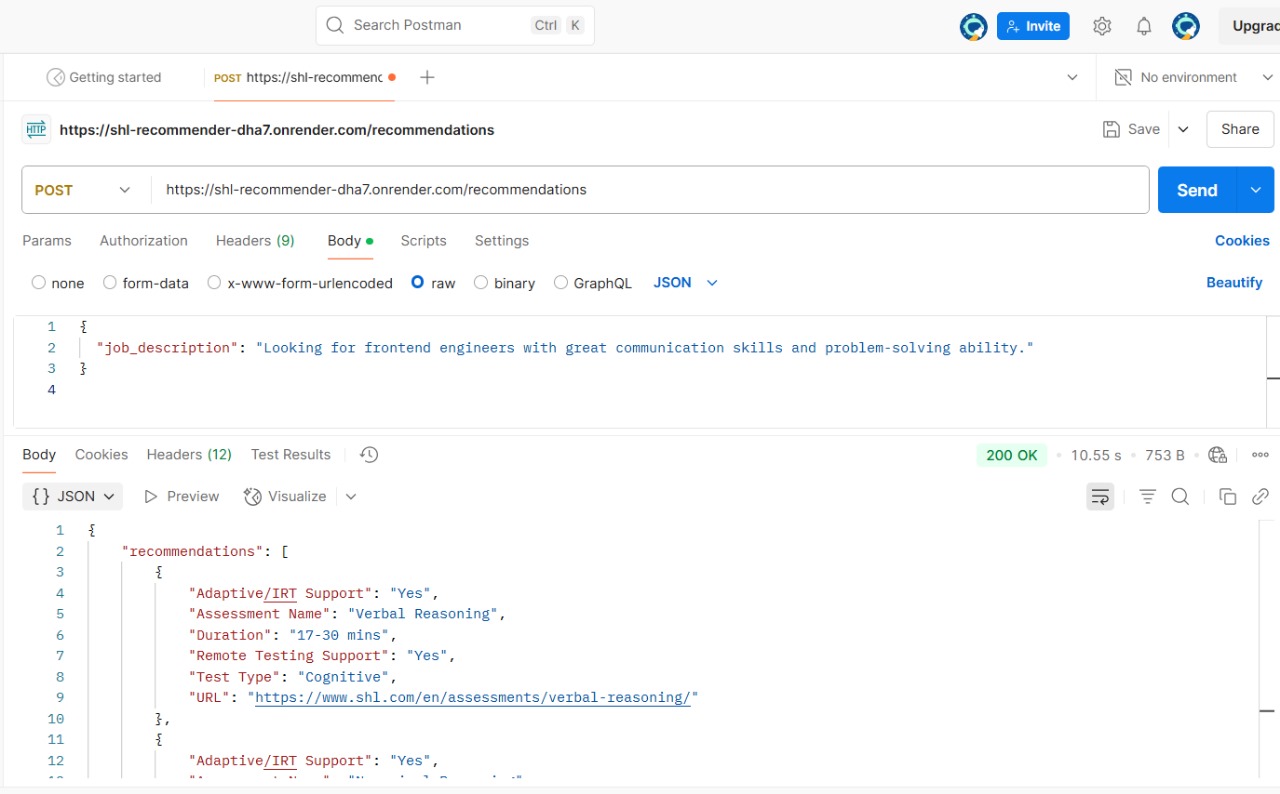 Search Postman Ctrl K Invite Upgrad
Getting started POST https://shl-recommenc No environment
HTTP https://shl-recommender-dha7.onrender.com/recommendations Save Share
POST https://shl-recommender-dha7.onrender.com/recommendations Send
Params Authorization Headers (9) Body Scripts Settings Cookies
none form-data x-www-form-urlencoded raw binary GraphQL JSON Beautify
1 {
2 "job_description": "Looking for frontend engineers with great communication skills and problem-solving ability."
3 }
4
Body Cookies Headers (12) Test Results 200 OK • 10.55 s • 753 B •
{} JSON Preview Visualize
1 {
2 "recommendations": [
3 {
4 "Adaptive/IRT Support": "Yes",
5 "Assessment Name": "Verbal Reasoning",
6 "Duration": "17-30 mins",
7 "Remote Testing Support": "Yes",
8 "Test Type": "Cognitive",
9 "URL": "https://www.shl.com/en/assessments/verbal-reasoning/"
10 },
11 {
12 "Adaptive/IRT Support": "Yes",